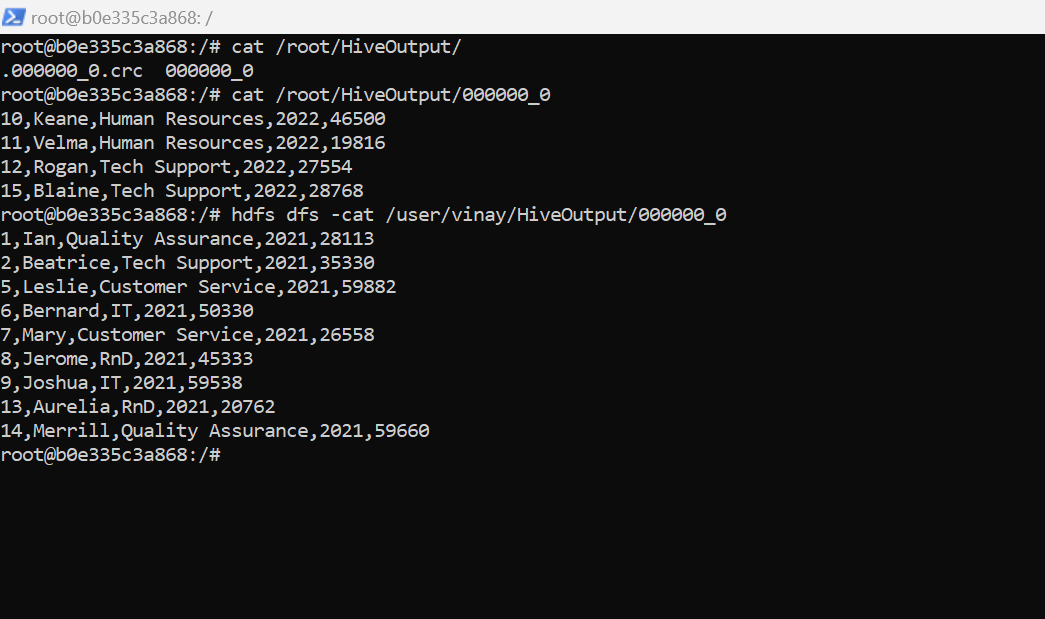 root@b0e335c3a868: /
root@b0e335c3a868:/# cat /root/HiveOutput/
.000000_0.crc  000000_0
root@b0e335c3a868:/# cat /root/HiveOutput/000000_0
10,Keane,Human Resources,2022,46500
11,Velma,Human Resources,2022,19816
12,Rogan,Tech Support,2022,27554
15,Blaine,Tech Support,2022,28768
root@b0e335c3a868:/# hdfs dfs -cat /user/vinay/HiveOutput/000000_0
1,Ian,Quality Assurance,2021,28113
2,Beatrice,Tech Support,2021,35330
5,Leslie,Customer Service,2021,59882
6,Bernard,IT,2021,50330
7,Mary,Customer Service,2021,26558
8,Jerome,RnD,2021,45333
9,Joshua,IT,2021,59538
13,Aurelia,RnD,2021,20762
14,Merrill,Quality Assurance,2021,59660
root@b0e335c3a868:/#